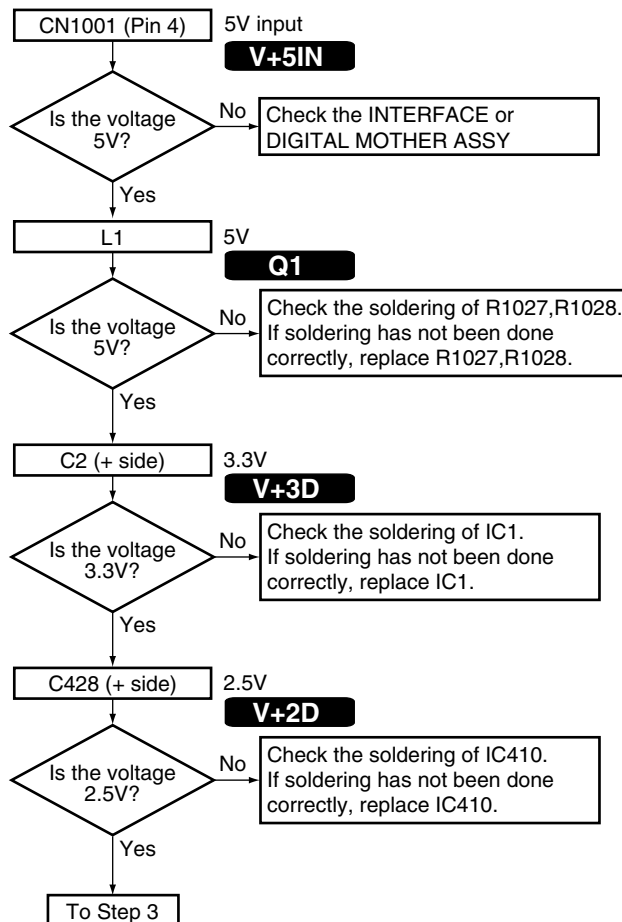 CN1001 (Pin 4)
5V input
V+5IN
Is the voltage
5V?
No
Check the INTERFACE or
DIGITAL MOTHER ASSY
Yes
L1
5V
Q1
Is the voltage
5V?
No
Check the soldering of R1027,R1028.
If soldering has not been done
correctly, replace R1027,R1028.
Yes
C2 (+ side)
3.3V
V+3D
Is the voltage
3.3V?
No
Check the soldering of IC1.
If soldering has not been done
correctly, replace IC1.
Yes
C428 (+ side)
2.5V
V+2D
Is the voltage
2.5V?
No
Check the soldering of IC410.
If soldering has not been done
correctly, replace IC410.
Yes
To Step 3